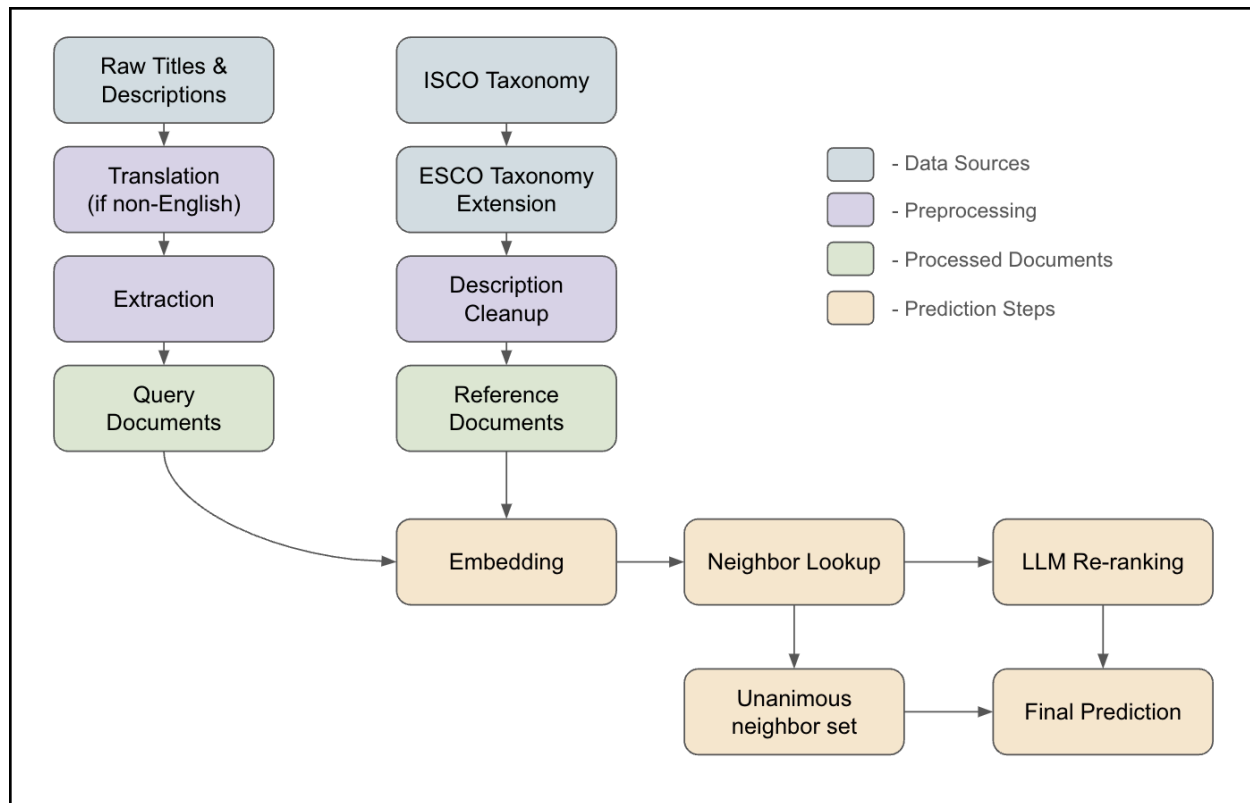 Raw Titles &
Descriptions
ISCO Taxonomy
Translation
(if non-English)
ESCO Taxonomy
Extension
- Data Sources
- Preprocessing
- Processed Documents
- Prediction Steps
Extraction
Description
Cleanup
Query
Documents
Reference
Documents
Embedding
Neighbor Lookup
LLM Re-ranking
Unanimous
neighbor set
Final Prediction